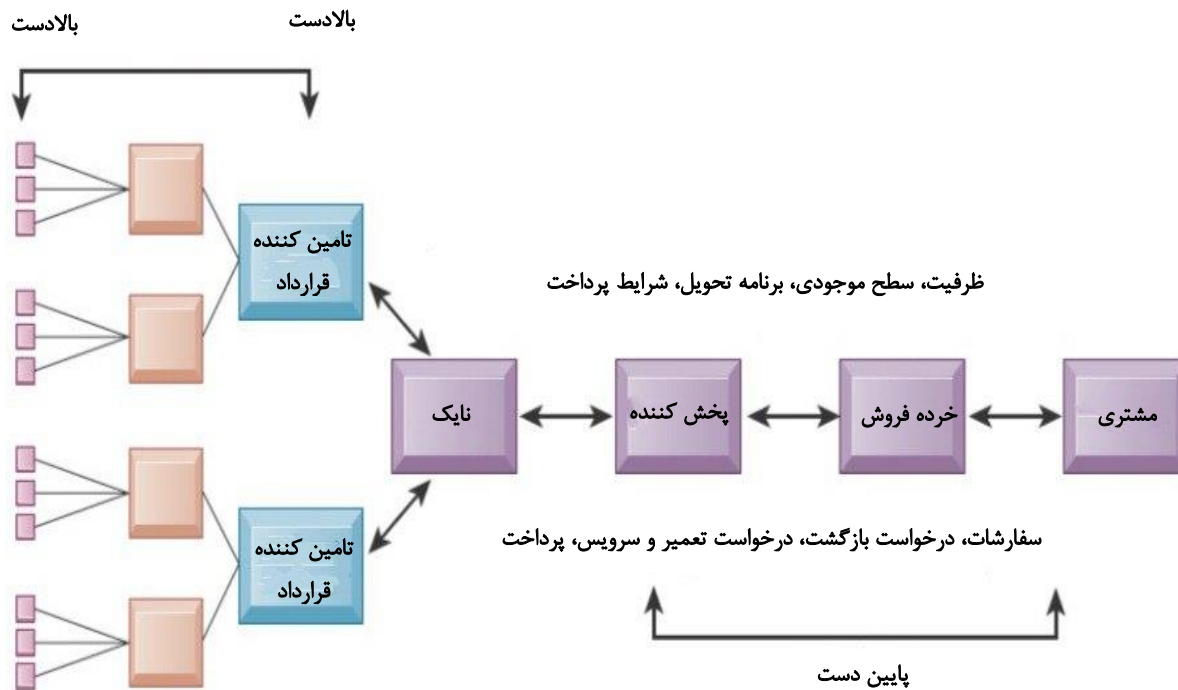 بالادست
بالادست
تامین کننده
قرارداد
ظرفیت، سطح موجودی، برنامه تحویل، شرایط پرداخت
نایک
پخش کننده
خرده فروش
مشتری
سفارشات، درخواست بازگشت، درخواست تعمیر و سرویس، پرداخت
تامین کننده
قرارداد
پایین دست